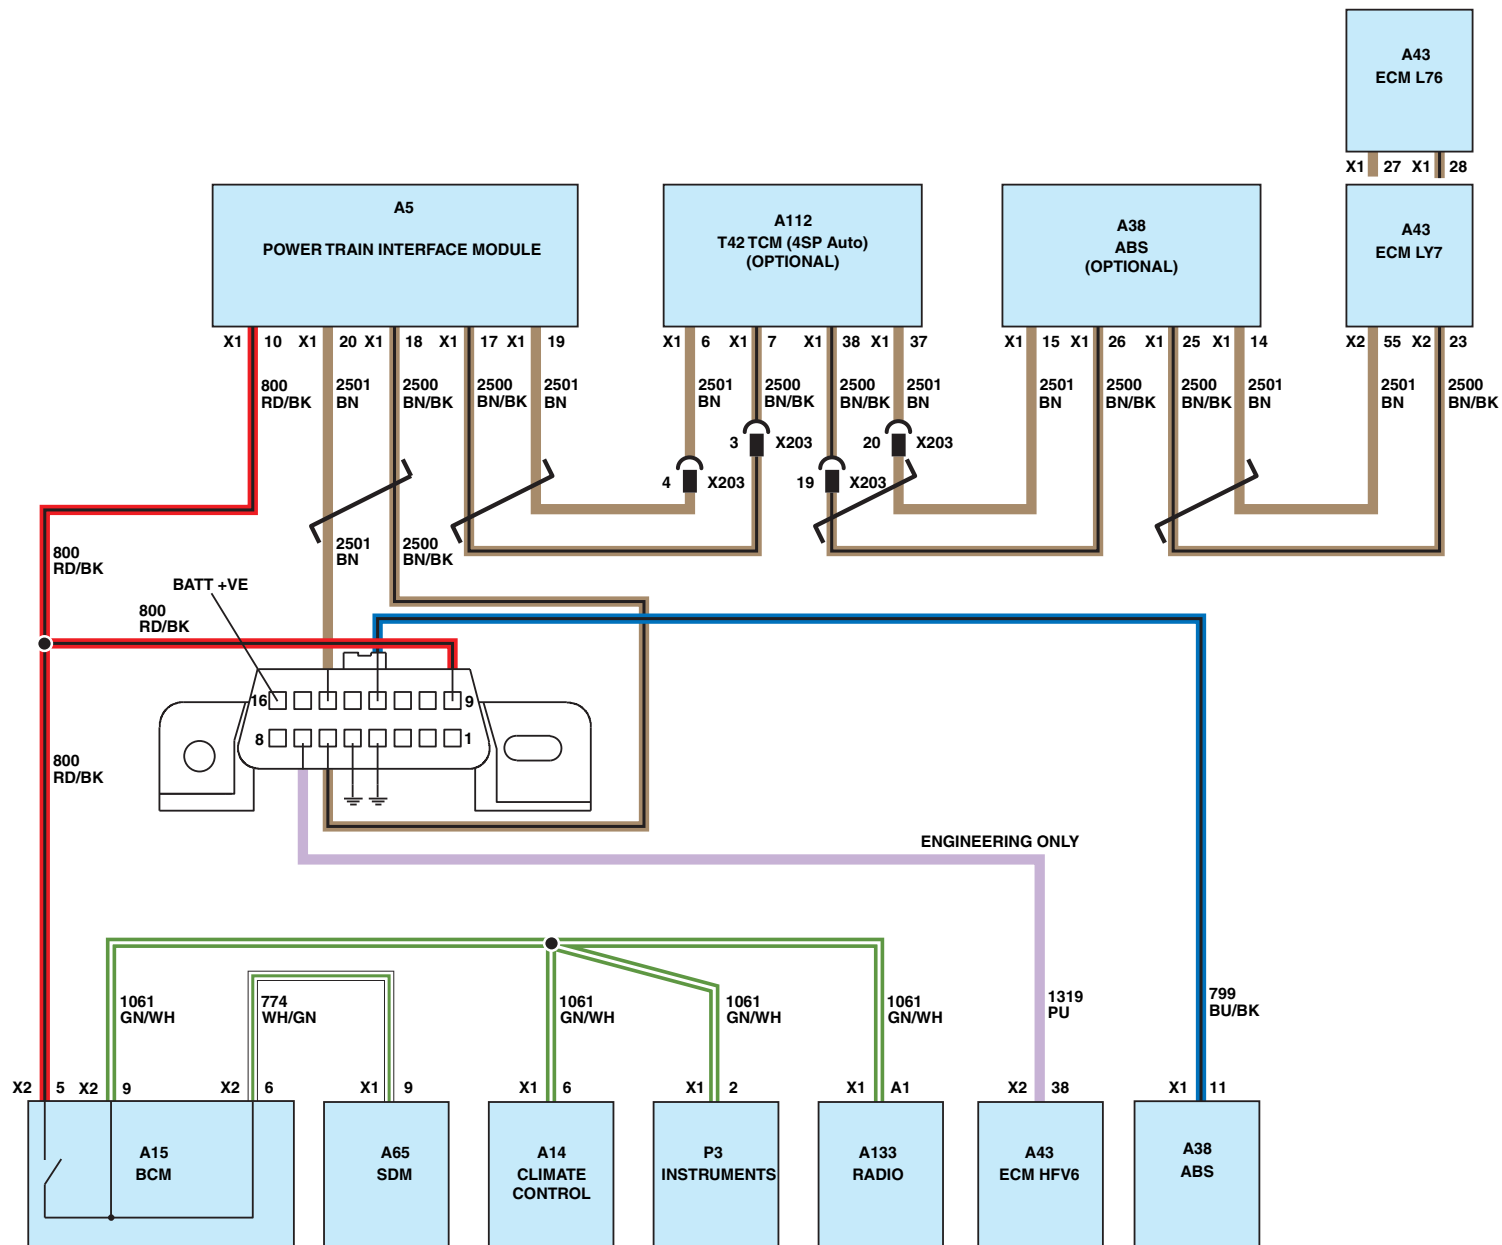 A43
ECM L76
X1 27 X1 28
A5
POWER TRAIN INTERFACE MODULE
A112
T42 TCM (4SP Auto)
(OPTIONAL)
A38
ABS
(OPTIONAL)
A43
ECM LY7
X1 10 X1 20 X1 18 X1 17 X1 19
X1 6 X1 7 X1 38 X1 37
X1 15 X1 26 X1 25 X1 14
X2 55 X2 23
800
RD/BK
2501
BN
2500
BN/BK
2500
BN/BK
2501
BN
2501
BN
2500
BN/BK
2500
BN/BK
2501
BN
2501
BN
2500
BN/BK
2500
BN/BK
2501
BN
2501
BN
2500
BN/BK
3 X203
20 X203
4 X203
19 X203
800
RD/BK
2501
BN
2500
BN/BK
BATT +VE
800
RD/BK
16 9
8 1
800
RD/BK
ENGINEERING ONLY
1061
GN/WH
774
WH/GN
1061
GN/WH
1061
GN/WH
1061
GN/WH
1319
PU
799
BU/BK
X2 5 X2 9 X2 6 X1 9 X1 6 X1 2 X1 A1 X2 38 X1 11
A15
BCM
A65
SDM
A14
CLIMATE
CONTROL
P3
INSTRUMENTS
A133
RADIO
A43
ECM HFV6
A38
ABS